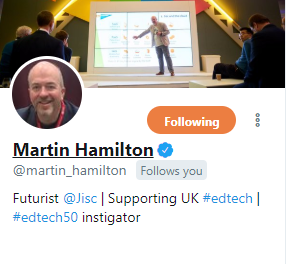 Following
Martin Hamilton
@martin_hamilton Follows you
Futurist @Jisc | Supporting UK #edtech |
#edtech50 instigator